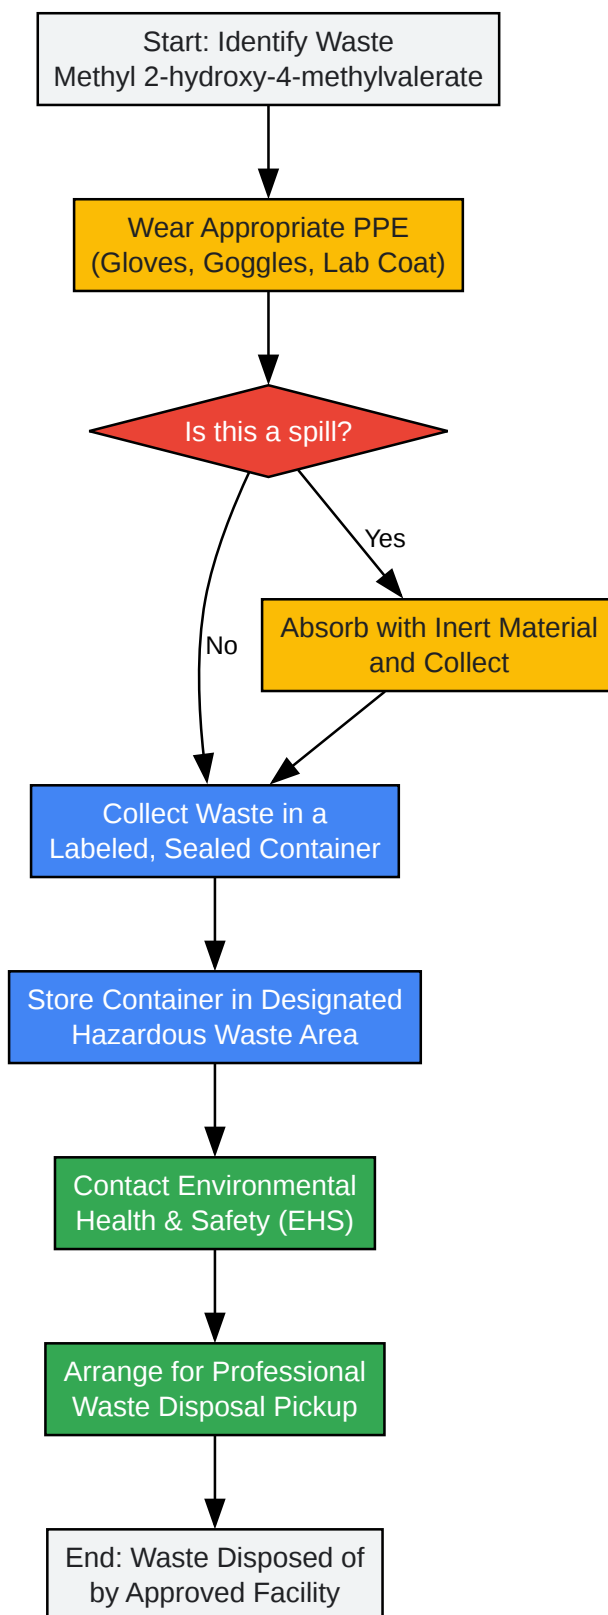 Start: Identify Waste
Methyl 2-hydroxy-4-methylvalerate
Wear Appropriate PPE
(Gloves, Goggles, Lab Coat)
Is this a spill?
Yes
Absorb with Inert Material
and Collect
No
Collect Waste in a
Labeled, Sealed Container
Store Container in Designated
Hazardous Waste Area
Contact Environmental
Health & Safety (EHS)
Arrange for Professional
Waste Disposal Pickup
End: Waste Disposed of
by Approved Facility